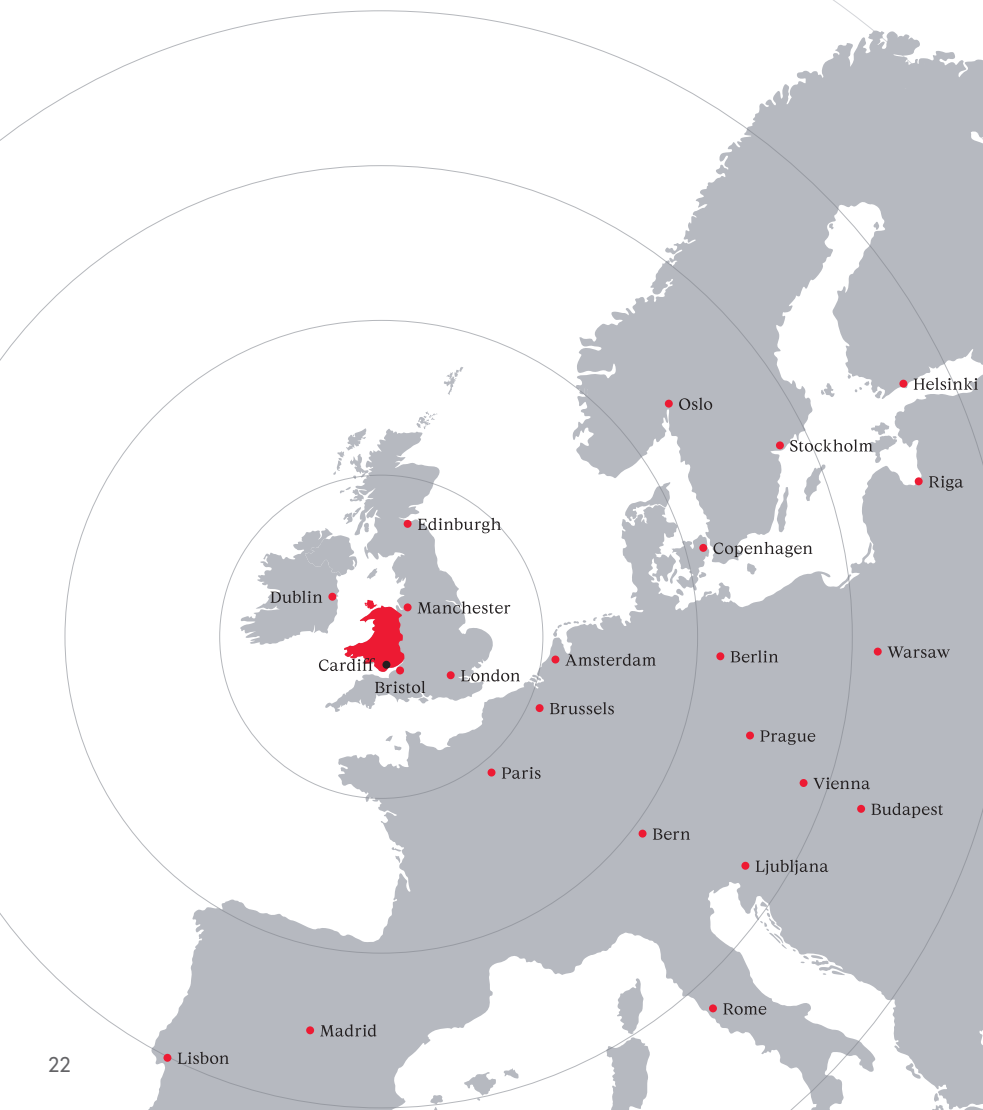 Helsinki
Oslo
Stockholm
Riga
Edinburgh
Copenhagen
Dublin
Manchester
Warsaw
Berlin
Amsterdam
Cardiff
London
Bristol
Brussels
Prague
Paris
Vienna
Budapest
Bern
Ljubljana
Rome
Madrid
Lisbon
22